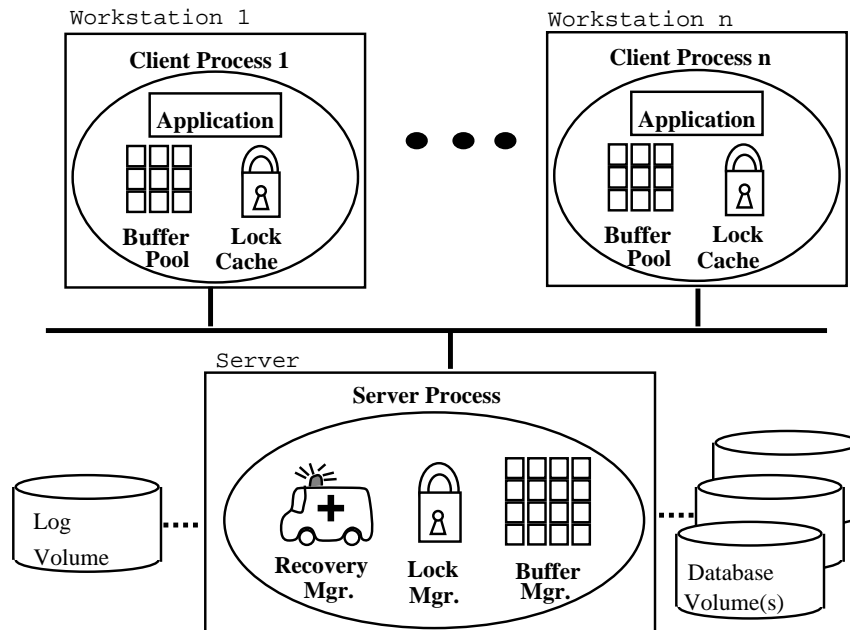 Workstation 1
Client Process 1
Application
Buffer
Pool
Lock
Cache
Workstation n
Client Process n
Application
Buffer
Pool
Lock
Cache
Server
Server Process
Recovery
Mgr.
Lock
Mgr.
Buffer
Mgr.
Log
Volume
Database
Volume(s)